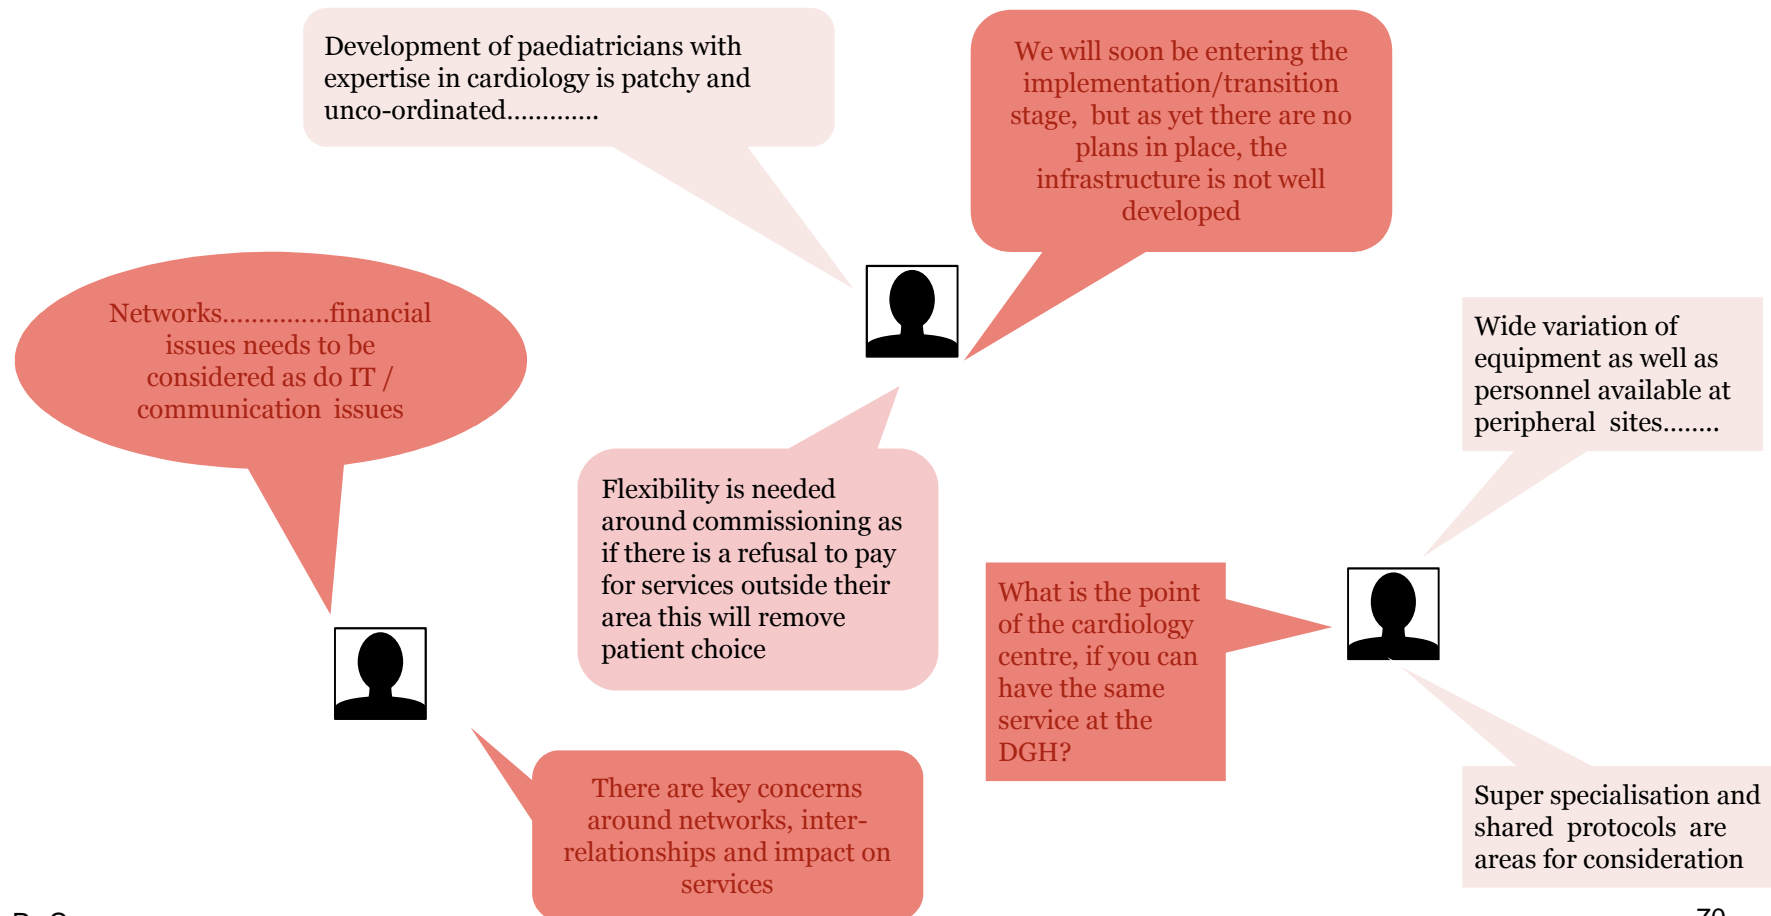 Development of paediatricians with
expertise in cardiology is patchy and
unco-ordinated.............
We will soon be entering the
implementation/transition
stage,  but as yet there are no
plans in place, the
infrastructure is not well
developed
Networks...............financial
issues needs to be
considered as do IT /
communication  issues
Wide variation of
equipment as well as
personnel available at
peripheral  sites........
Flexibility is needed
around commissioning as
if there is a refusal to pay
for services outside their
area this will remove
patient choice
What is the point
of the cardiology
centre, if you can
have the same
service at the
DGH?
There are key concerns
around networks, inter-
relationships and impact on
services
Super specialisation and
shared  protocols  are
areas for consideration